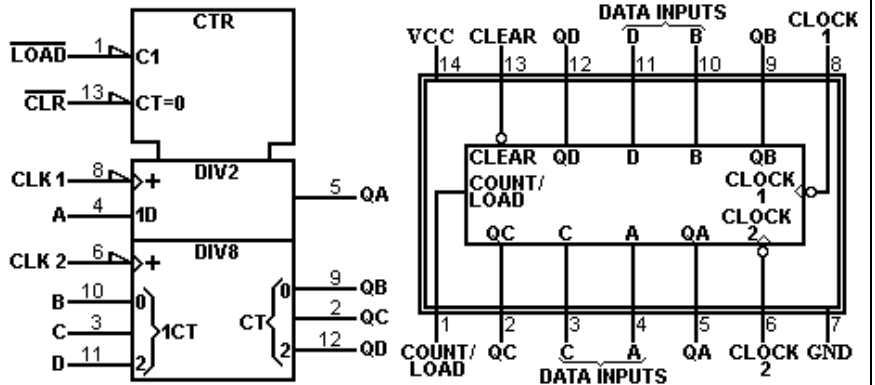 CTR
LOAD 1 C1
CLR 13 CT=0
CLK 1 8 + DIV2
A 4 1D 5 QA
CLK 2 6 + DIV8
B 10 0 0 9 QB
C 3 1CT CT 2 QC
D 11 2 2 12 QD
DATA INPUTS
CLOCK
VCC CLEAR QD D B QB 1
14 13 12 11 10 9 8
CLEAR QD D B QB
COUNT/ CLOCK
LOAD 1
CLOCK
QC C A QA 2
1 2 3 4 5 6 7
COUNT/ QC C A QA CLOCK GND
LOAD 2
DATA INPUTS